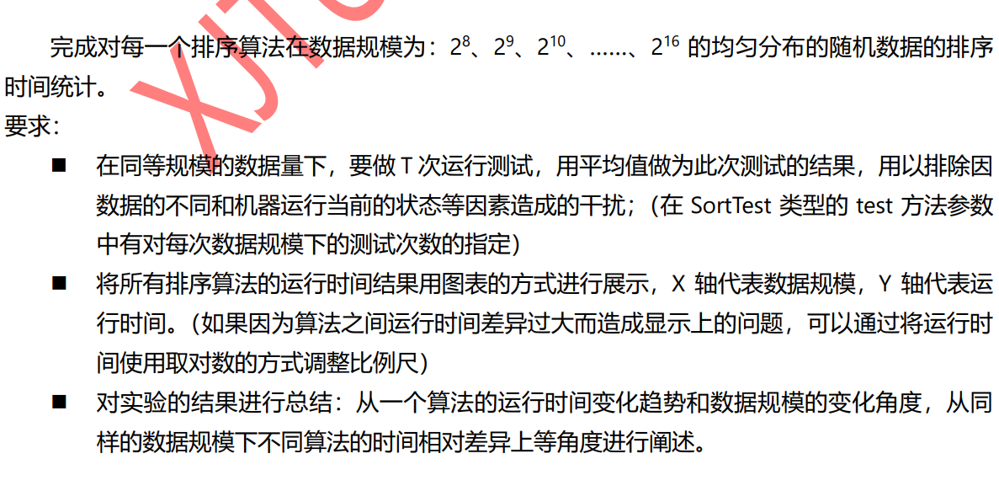 XJTU
完成对每一个排序算法在数据规模为：2⁸、2⁹、2¹⁰、……、2¹⁶ 的均匀分布的随机数据的排序
时间统计。
要求：
■ 在同等规模的数据量下，要做 T 次运行测试，用平均值做为此次测试的结果，用以排除因
数据的不同和机器运行当前的状态等因素造成的干扰；（在 SortTest 类型的 test 方法参数
中有对每次数据规模下的测试次数的指定）
■ 将所有排序算法的运行时间结果用图表的方式进行展示，X 轴代表数据规模，Y 轴代表运
行时间。（如果因为算法之间运行时间差异过大而造成显示上的问题，可以通过将运行时
间使用取对数的方式调整比例尺）
■ 对实验的结果进行总结：从一个算法的运行时间变化趋势和数据规模的变化角度，从同
样的数据规模下不同算法的时间相对差异上等角度进行阐述。